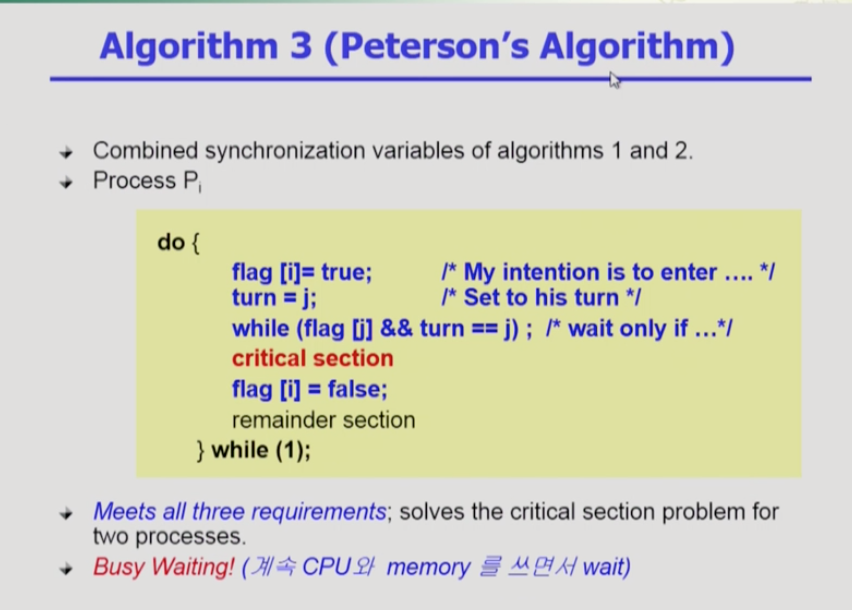 Algorithm 3 (Peterson's Algorithm)
Combined synchronization variables of algorithms 1 and 2.
Process Pi
do {
flag [i]= true; /* My intention is to enter .... */
turn = j; /* Set to his turn */
while (flag [j] && turn == j) ; /* wait only if ...*/
critical section
flag [i] = false;
remainder section
} while (1);
Meets all three requirements; solves the critical section problem for
two processes.
Busy Waiting! (계속 CPU와 memory 를 쓰면서 wait)